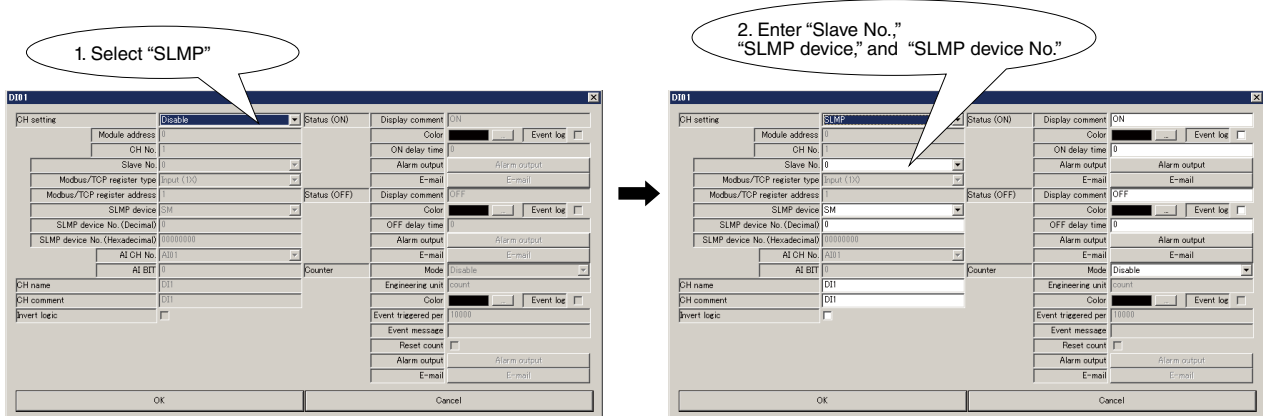 1. Select “SLMP”
DI01
CH setting Disable Status (ON) Display comment ON
Module address 0 Color ... Event log
CH No. 1 ON delay time 0
Slave No. 0 Alarm output Alarm output
Modbus/TCP register type Input (1X) E-mail E-mail
Modbus/TCP register address 1 Status (OFF) Display comment OFF
SLMP device SM Color ... Event log
SLMP device No. (Decimal) 0 OFF delay time 0
SLMP device No. (Hexadecimal) 00000000 Alarm output Alarm output
AI CH No. AI01 E-mail E-mail
AI BIT 0 Counter Mode Disable
CH name DI1 Engineering unit count
CH comment DI1 Color ... Event log
Invert logic Event triggered per 10000
Event message
Reset count
Alarm output Alarm output
E-mail E-mail
OK Cancel
2. Enter “Slave No.,”
“SLMP device,” and “SLMP device No.”
DI01
CH setting SLMP Status (ON) Display comment ON
Module address 0 Color ... Event log
CH No. 1 ON delay time 0
Slave No. 0 Alarm output Alarm output
Modbus/TCP register type Input (1X) E-mail E-mail
Modbus/TCP register address 1 Status (OFF) Display comment OFF
SLMP device SM Color ... Event log
SLMP device No. (Decimal) 0 OFF delay time 0
SLMP device No. (Hexadecimal) 00000000 Alarm output Alarm output
AI CH No. AI01 E-mail E-mail
AI BIT 0 Counter Mode Disable
CH name DI1 Engineering unit count
CH comment DI1 Color ... Event log
Invert logic Event triggered per 10000
Event message
Reset count
Alarm output Alarm output
E-mail E-mail
OK Cancel